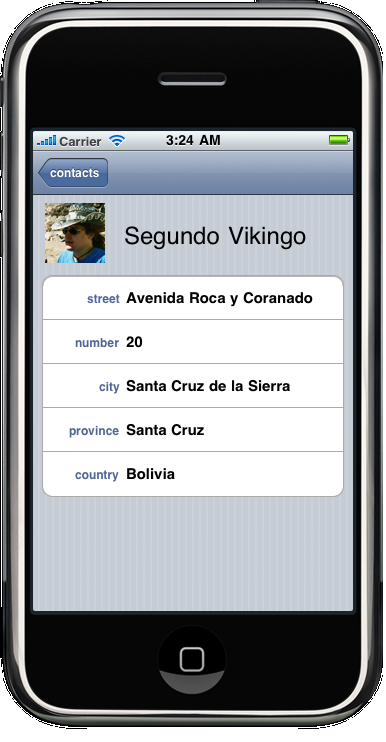 Carrier 3:24 AM
contacts
Segundo Vikingo
street Avenida Roca y Coranado
number 20
city Santa Cruz de la Sierra
province Santa Cruz
country Bolivia